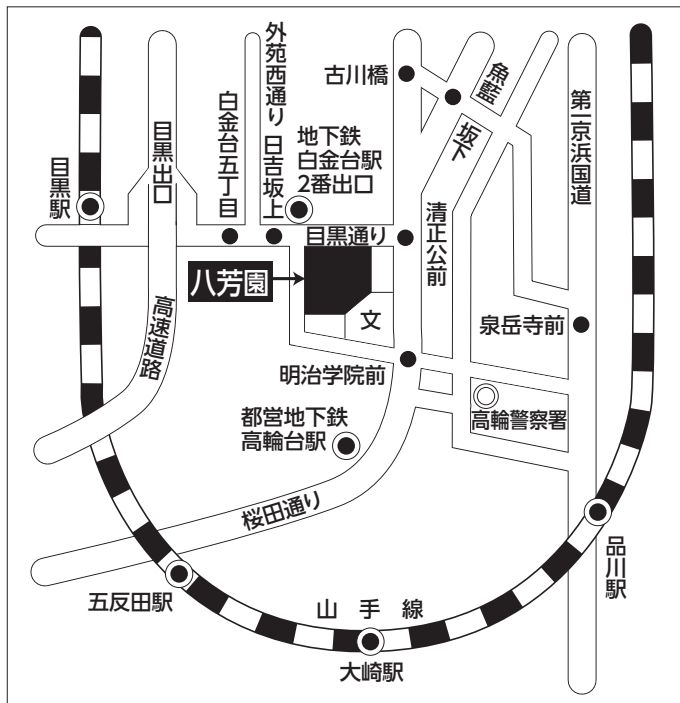 外苑西通り
古川橋
魚藍
坂下
第一京浜国道
白金台五丁目
日吉坂上
地下鉄
白金台駅
2番出口
目黒出口
目黒駅
目黒通り
清正公前
八芳園
文
高速道路
泉岳寺前
明治学院前
高輪警察署
都営地下鉄
高輪台駅
桜田通り
品川駅
五反田駅
山手線
大崎駅